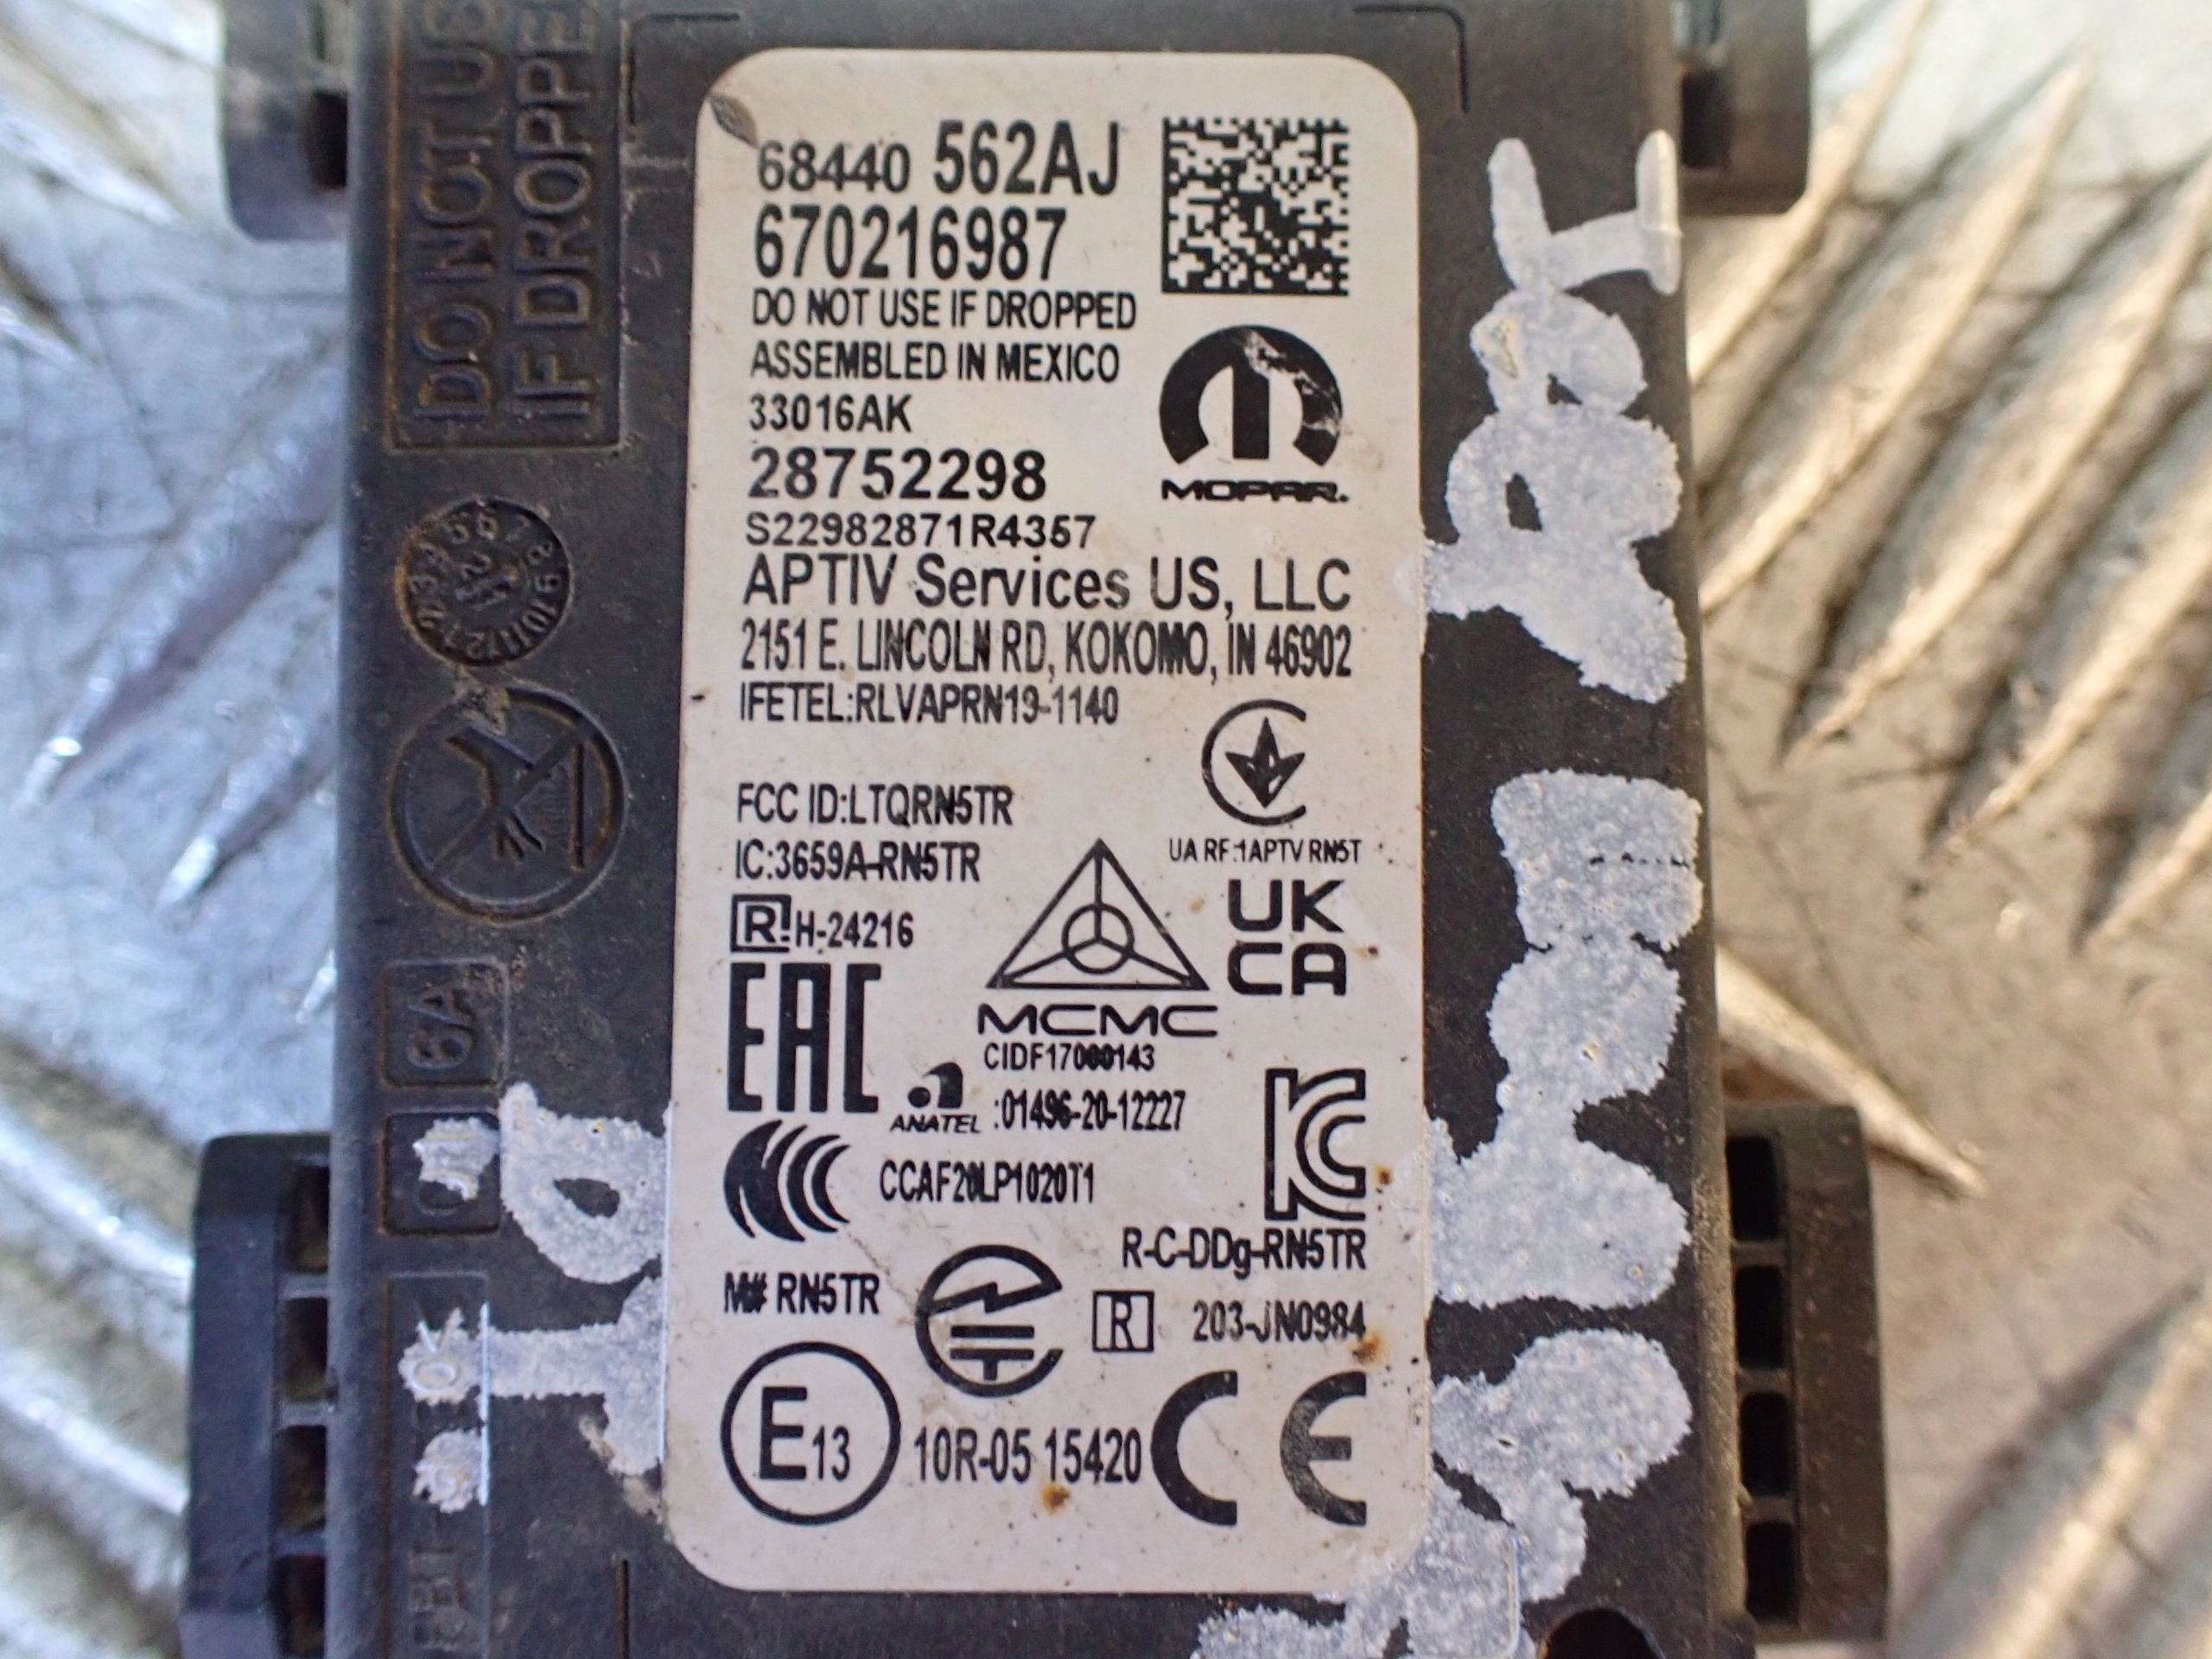 DO NOT US
IF DROPPE
68440 562AJ
670216987
DO NOT USE IF DROPPED
ASSEMBLED IN MEXICO
33016AK
28752298
MOPAR.
S22982871R4357
APTIV Services US, LLC
2151 E. LINCOLN RD, KOKOMO, IN 46902
IFETEL:RLVAPRN19-1140
FCC ID:LTQRN5TR
IC:3659A-RN5TR
UA RF:1APTV RN5T
R H-24216
UK
CA
EAC
MCMC
CIDF17000143
ANATEL :01496-20-12227
CCAF20LP1020T1
KC
R-C-DDg-RN5TR
M# RN5TR
R 203-JN0984
E13 10R-05 15420 CE
6A